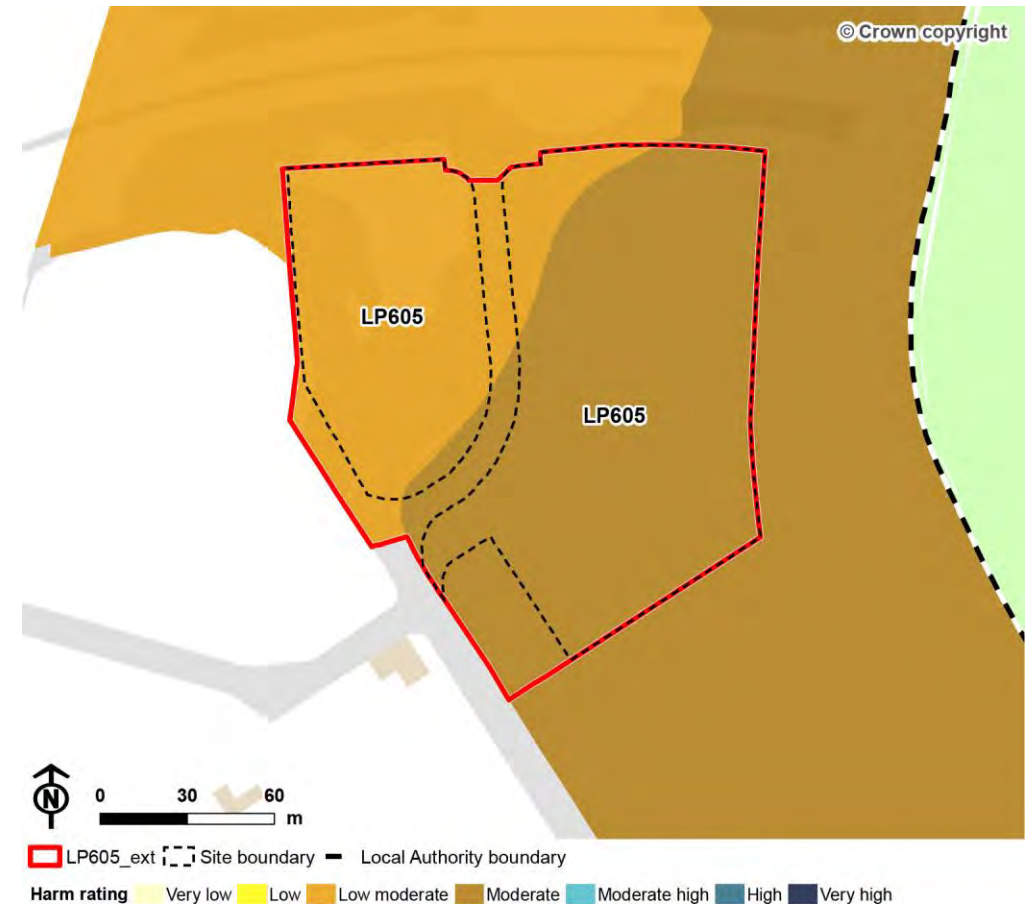 © Crown copyright
LP605
LP605
N
0 30 60
m
LP605_ext Site boundary Local Authority boundary
Harm rating Very low Low Low moderate Moderate Moderate high High Very high